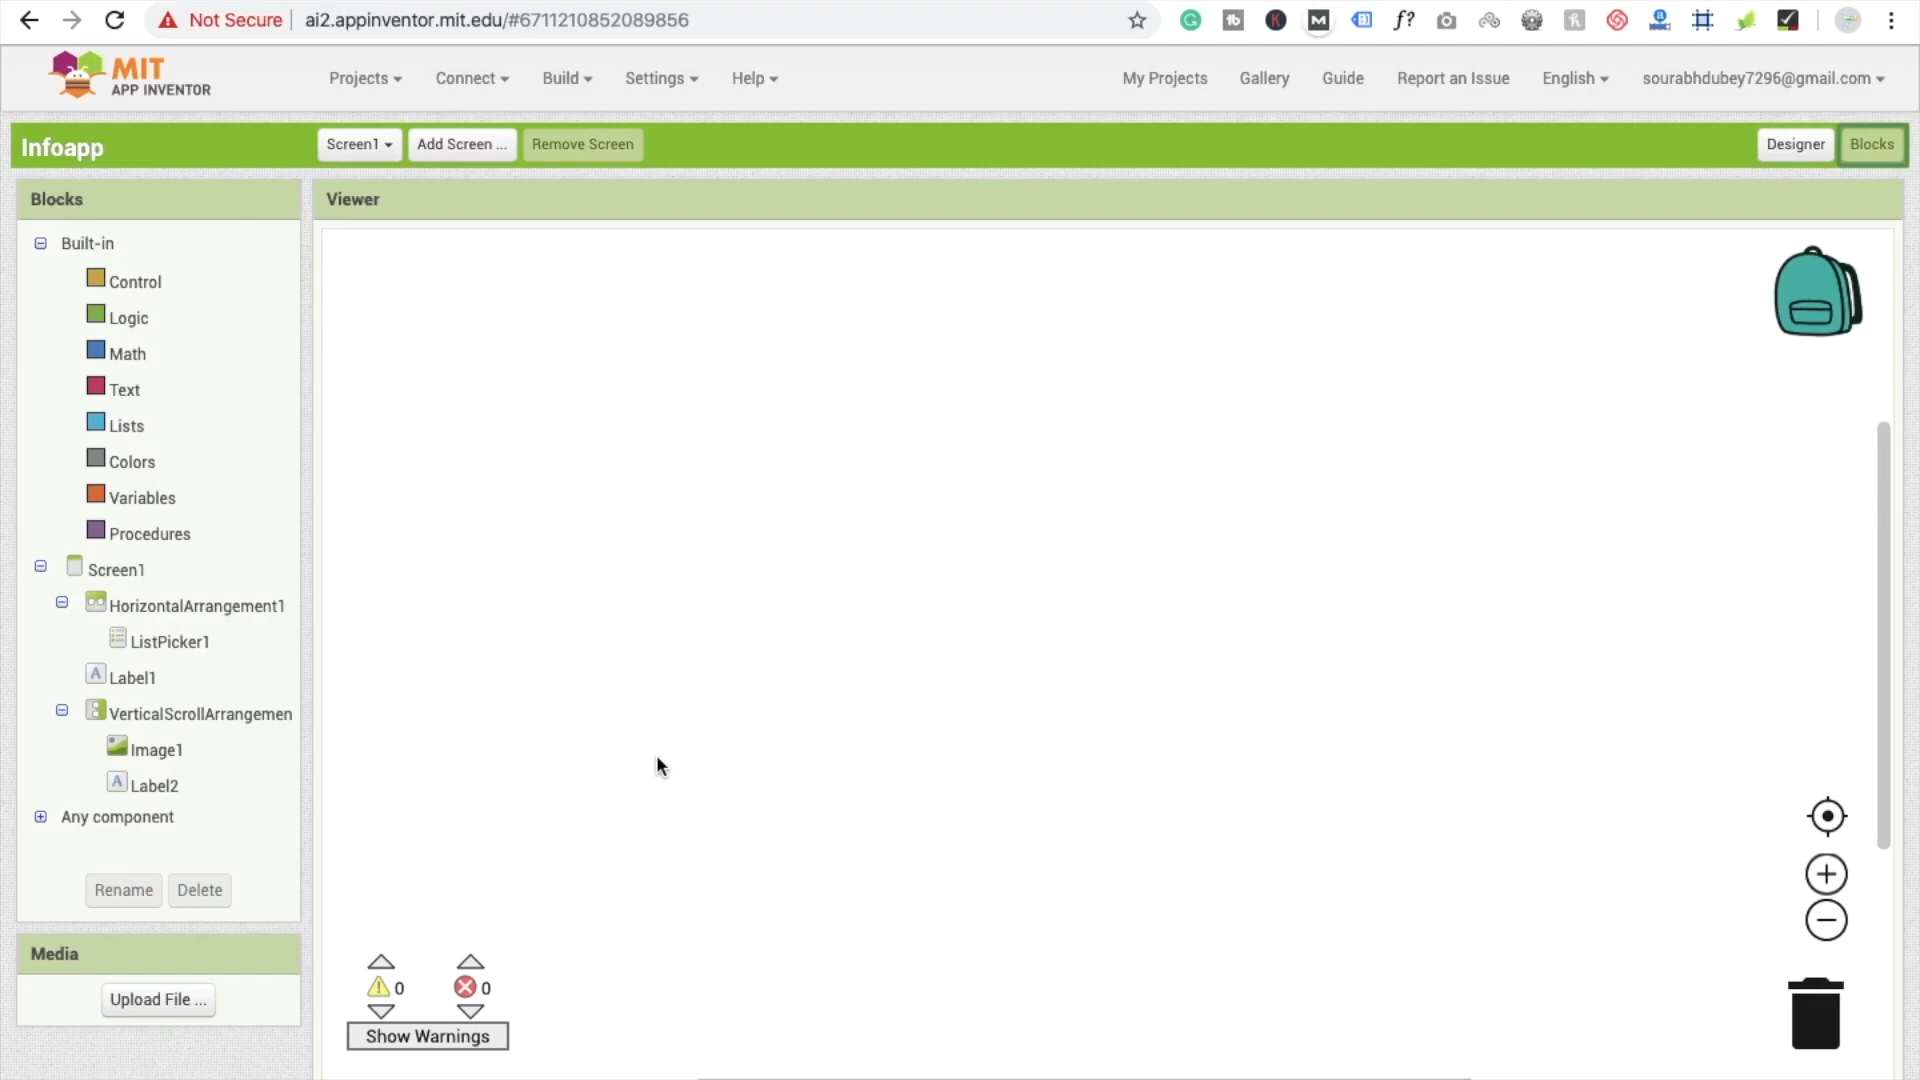 Not Secure
ai2.appinventor.mit.edu/#6711210852089856
MIT
APP INVENTOR
Projects
Connect
Build
Settings
Help
My Projects
Gallery
Guide
Report an Issue
English
sourabhdubey7296@gmail.com
Infoapp
Screen1
Add Screen ...
Remove Screen
Designer
Blocks
Blocks
Viewer
Built-in
Control
Logic
Math
Text
Lists
Colors
Variables
Procedures
Screen1
HorizontalArrangement1
ListPicker1
Label1
VerticalScrollArrangemen
Image1
Label2
Any component
Rename
Delete
Media
Upload File ...
0
0
Show Warnings